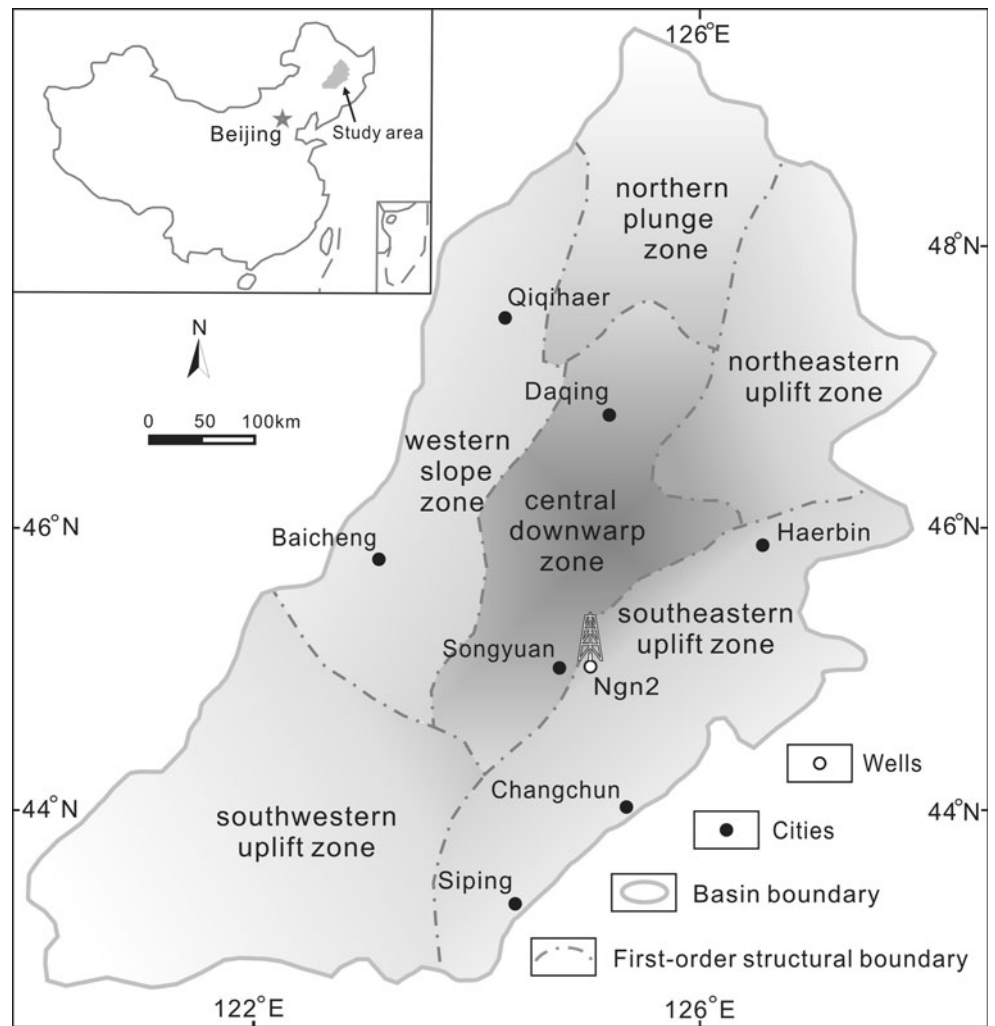 126°E
Beijing
Study area
northern
plunge
zone
48°N
N
Qiqihaer
0 50 100km
Daqing
northeastern
uplift zone
western
slope
zone
central
downwarp
zone
46°N
46°N
Baicheng
Haerbin
southeastern
uplift zone
Songyuan
Ngn2
Wells
Changchun
44°N
44°N
southwestern
uplift zone
Cities
Siping
Basin boundary
First-order structural boundary
122°E
126°E